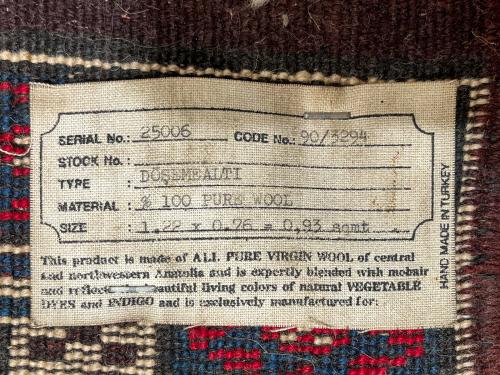 SERIAL No.: 25006 CODE No.: 90/3294
STOCK No. :
TYPE : DÖŞEMEALTI
MATERIAL : % 100 PURE WOOL
SIZE : 1.22 x 0.76 = 0,93 sqmt
HAND MADE IN TURKEY
This product is made of ALL PURE VIRGIN WOOL of central
and northwestern Anatolia and is expertly blended with mohair
and reflects beautiful living colors of natural VEGETABLE
DYES and INDIGO and is exclusively manufactured for: